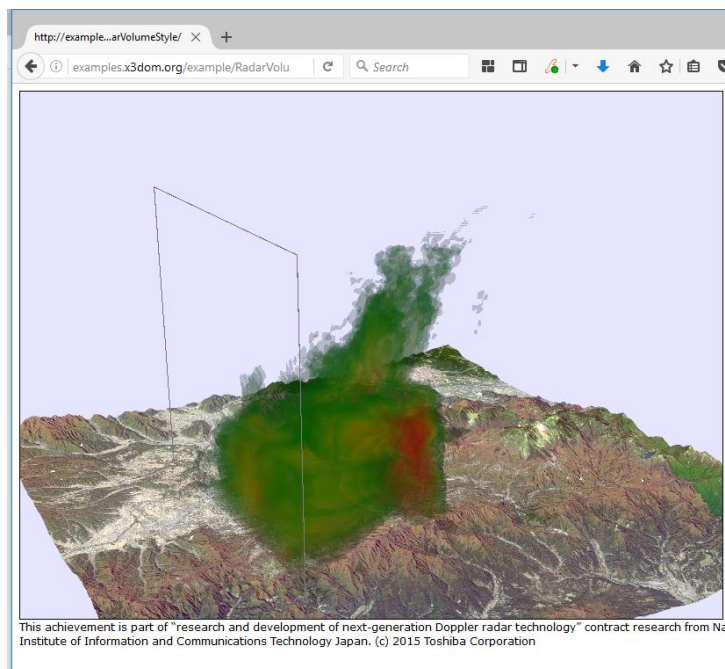 http://example...arVolumeStyle/
examples.x3dom.org/example/RadarVolu
Search
This achievement is part of “research and development of next-generation Doppler radar technology” contract research from Na
Institute of Information and Communications Technology Japan. (c) 2015 Toshiba Corporation